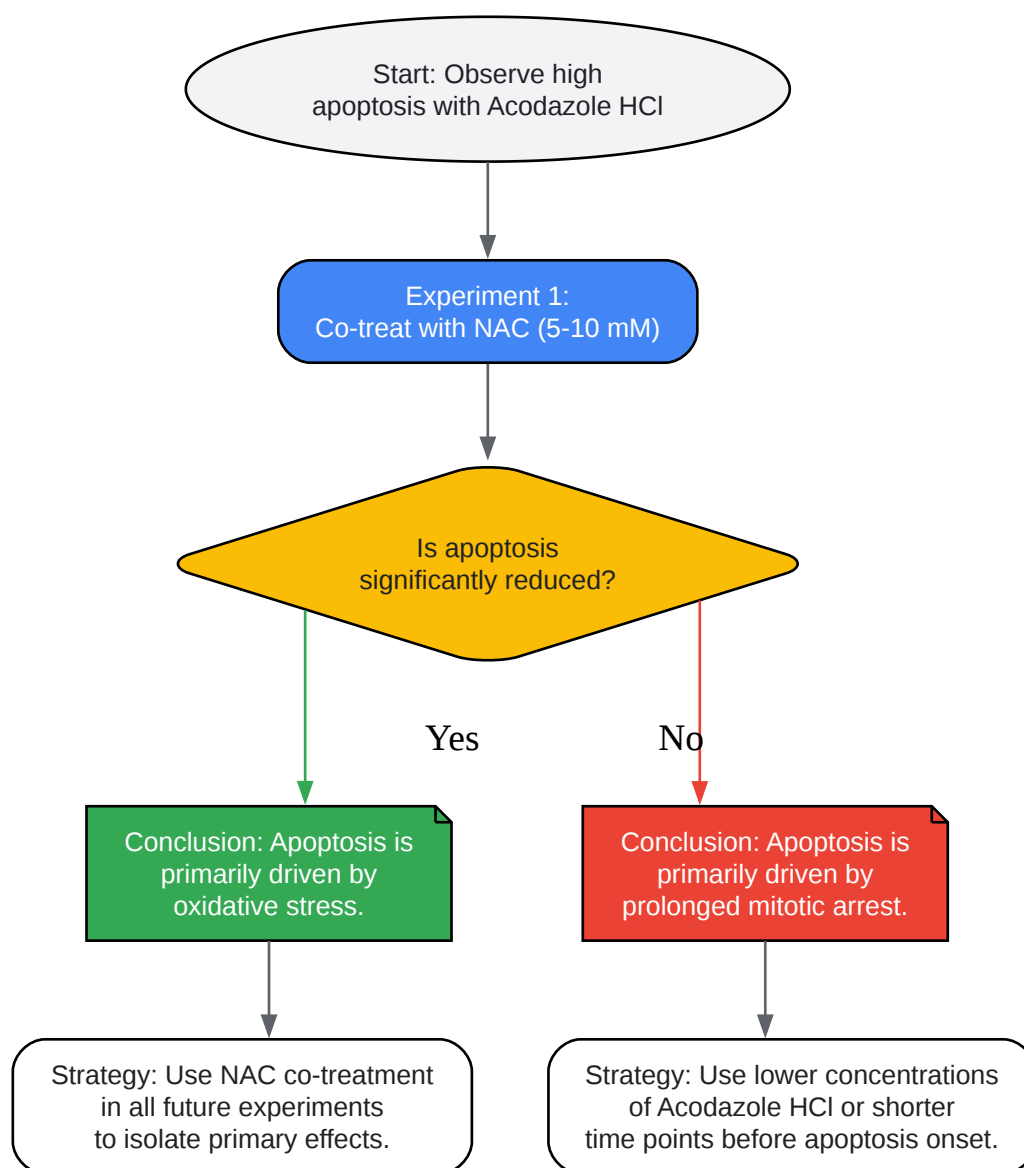 Start: Observe high
apoptosis with Acodazole HCl
Experiment 1:
Co-treat with NAC (5-10 mM)
Is apoptosis
significantly reduced?
Yes
No
Conclusion: Apoptosis is
primarily driven by
oxidative stress.
Conclusion: Apoptosis is
primarily driven by
prolonged mitotic arrest.
Strategy: Use NAC co-treatment
in all future experiments
to isolate primary effects.
Strategy: Use lower concentrations
of Acodazole HCl or shorter
time points before apoptosis onset.